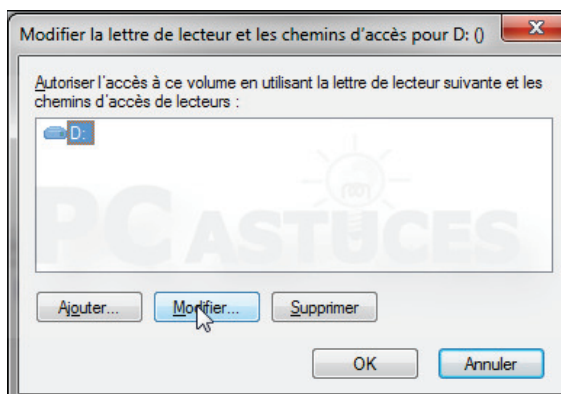 Modifier la lettre de lecteur et les chemins d'accès pour D: ()
Autoriser l'accès à ce volume en utilisant la lettre de lecteur suivante et les
chemins d'accès de lecteurs :
D:
PC ASTUCES
Ajouter... Modifier... Supprimer
OK Annuler